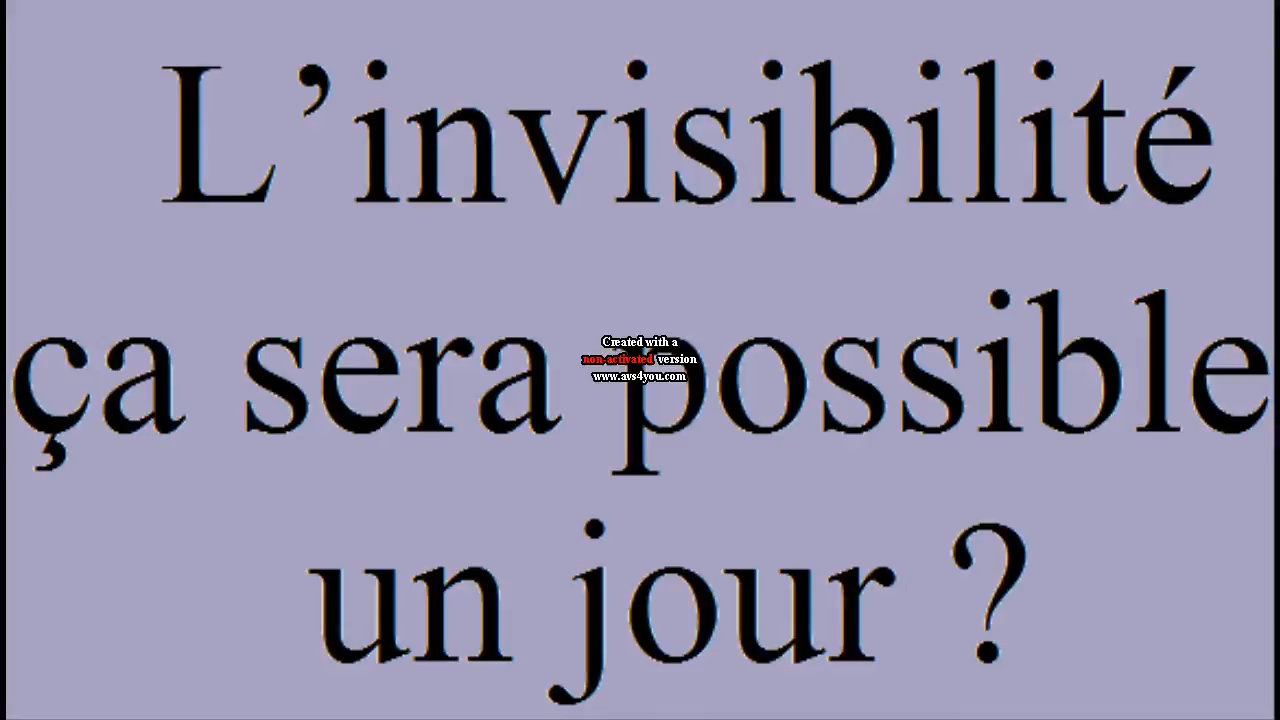 L’invisibilité
ça sera possible
un jour ?
Created with a
non-activated version
www.avs4you.com